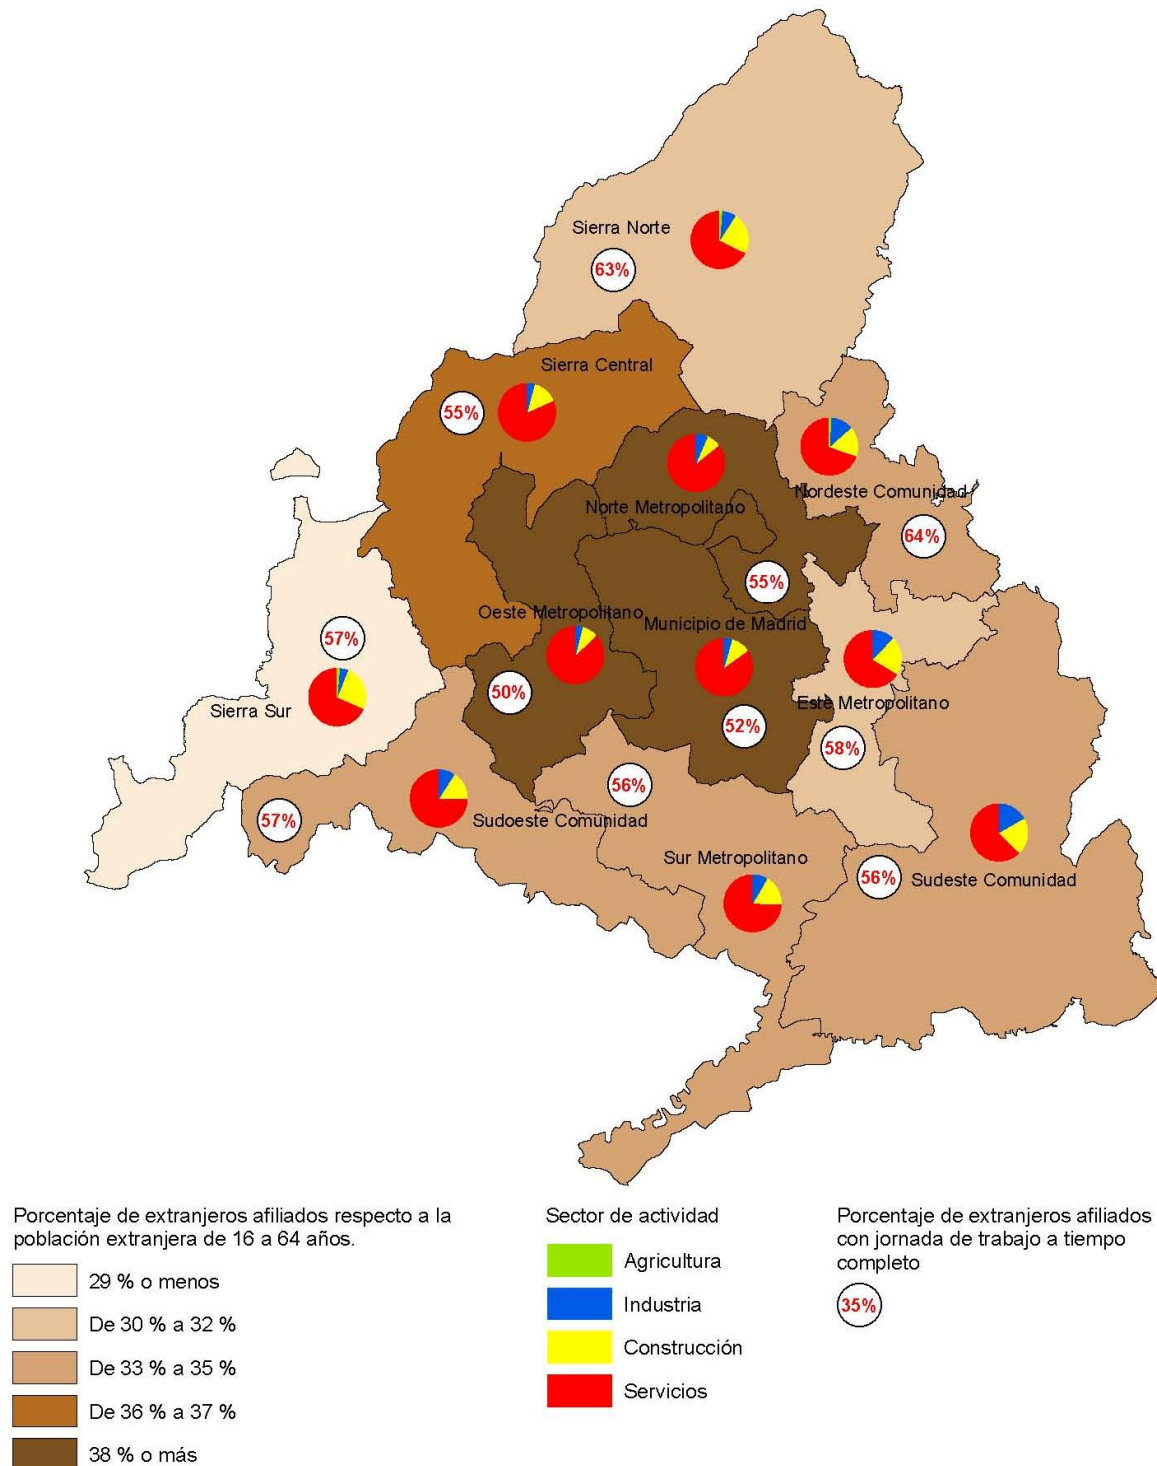 Sierra Norte
63%
Sierra Central
55%
Nordeste Comunidad
Norte Metropolitano
64%
55%
Oeste Metropolitano
Municipio de Madrid
57%
50%
Sierra Sur
Este Metropolitano
52%
58%
56%
57%
Sudoeste Comunidad
Sur Metropolitano
56%
Sudeste Comunidad
Porcentaje de extranjeros afiliados respecto a la
población extranjera de 16 a 64 años.
29 % o menos
De 30 % a 32 %
De 33 % a 35 %
De 36 % a 37 %
38 % o más
Sector de actividad
Agricultura
Industria
Construcción
Servicios
Porcentaje de extranjeros afiliados
con jornada de trabajo a tiempo
completo
35%